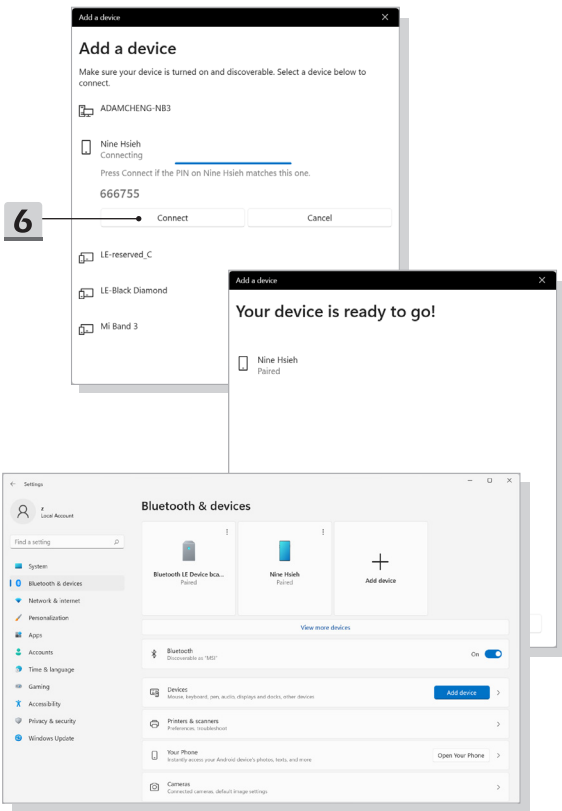 Add a device
Add a device
Make sure your device is turned on and discoverable. Select a device below to
connect.
ADAMCHENG-NB3
Nine Hsieh
Connecting
Press Connect if the PIN on Nine Hsieh matches this one.
666755
6
Connect Cancel
LE-reserved_C
LE-Black Diamond
Mi Band 3
Add a device
Your device is ready to go!
Nine Hsieh
Paired
Settings
z
Local Account
Find a setting
System
Bluetooth & devices
Network & internet
Personalization
Apps
Accounts
Time & language
Gaming
Accessibility
Privacy & security
Windows Update
Bluetooth & devices
Bluetooth LE Device bca...
Paired
Nine Hsieh
Paired
Add device
View more devices
Bluetooth
Discoverable as "MSI"
On
Devices
Mouse, keyboard, pen, audio, displays and docks, other devices
Add device
Printers & scanners
Preferences, troubleshoot
Your Phone
Instantly access your Android device's photos, texts, and more
Open Your Phone
Cameras
Connected cameras, default image settings